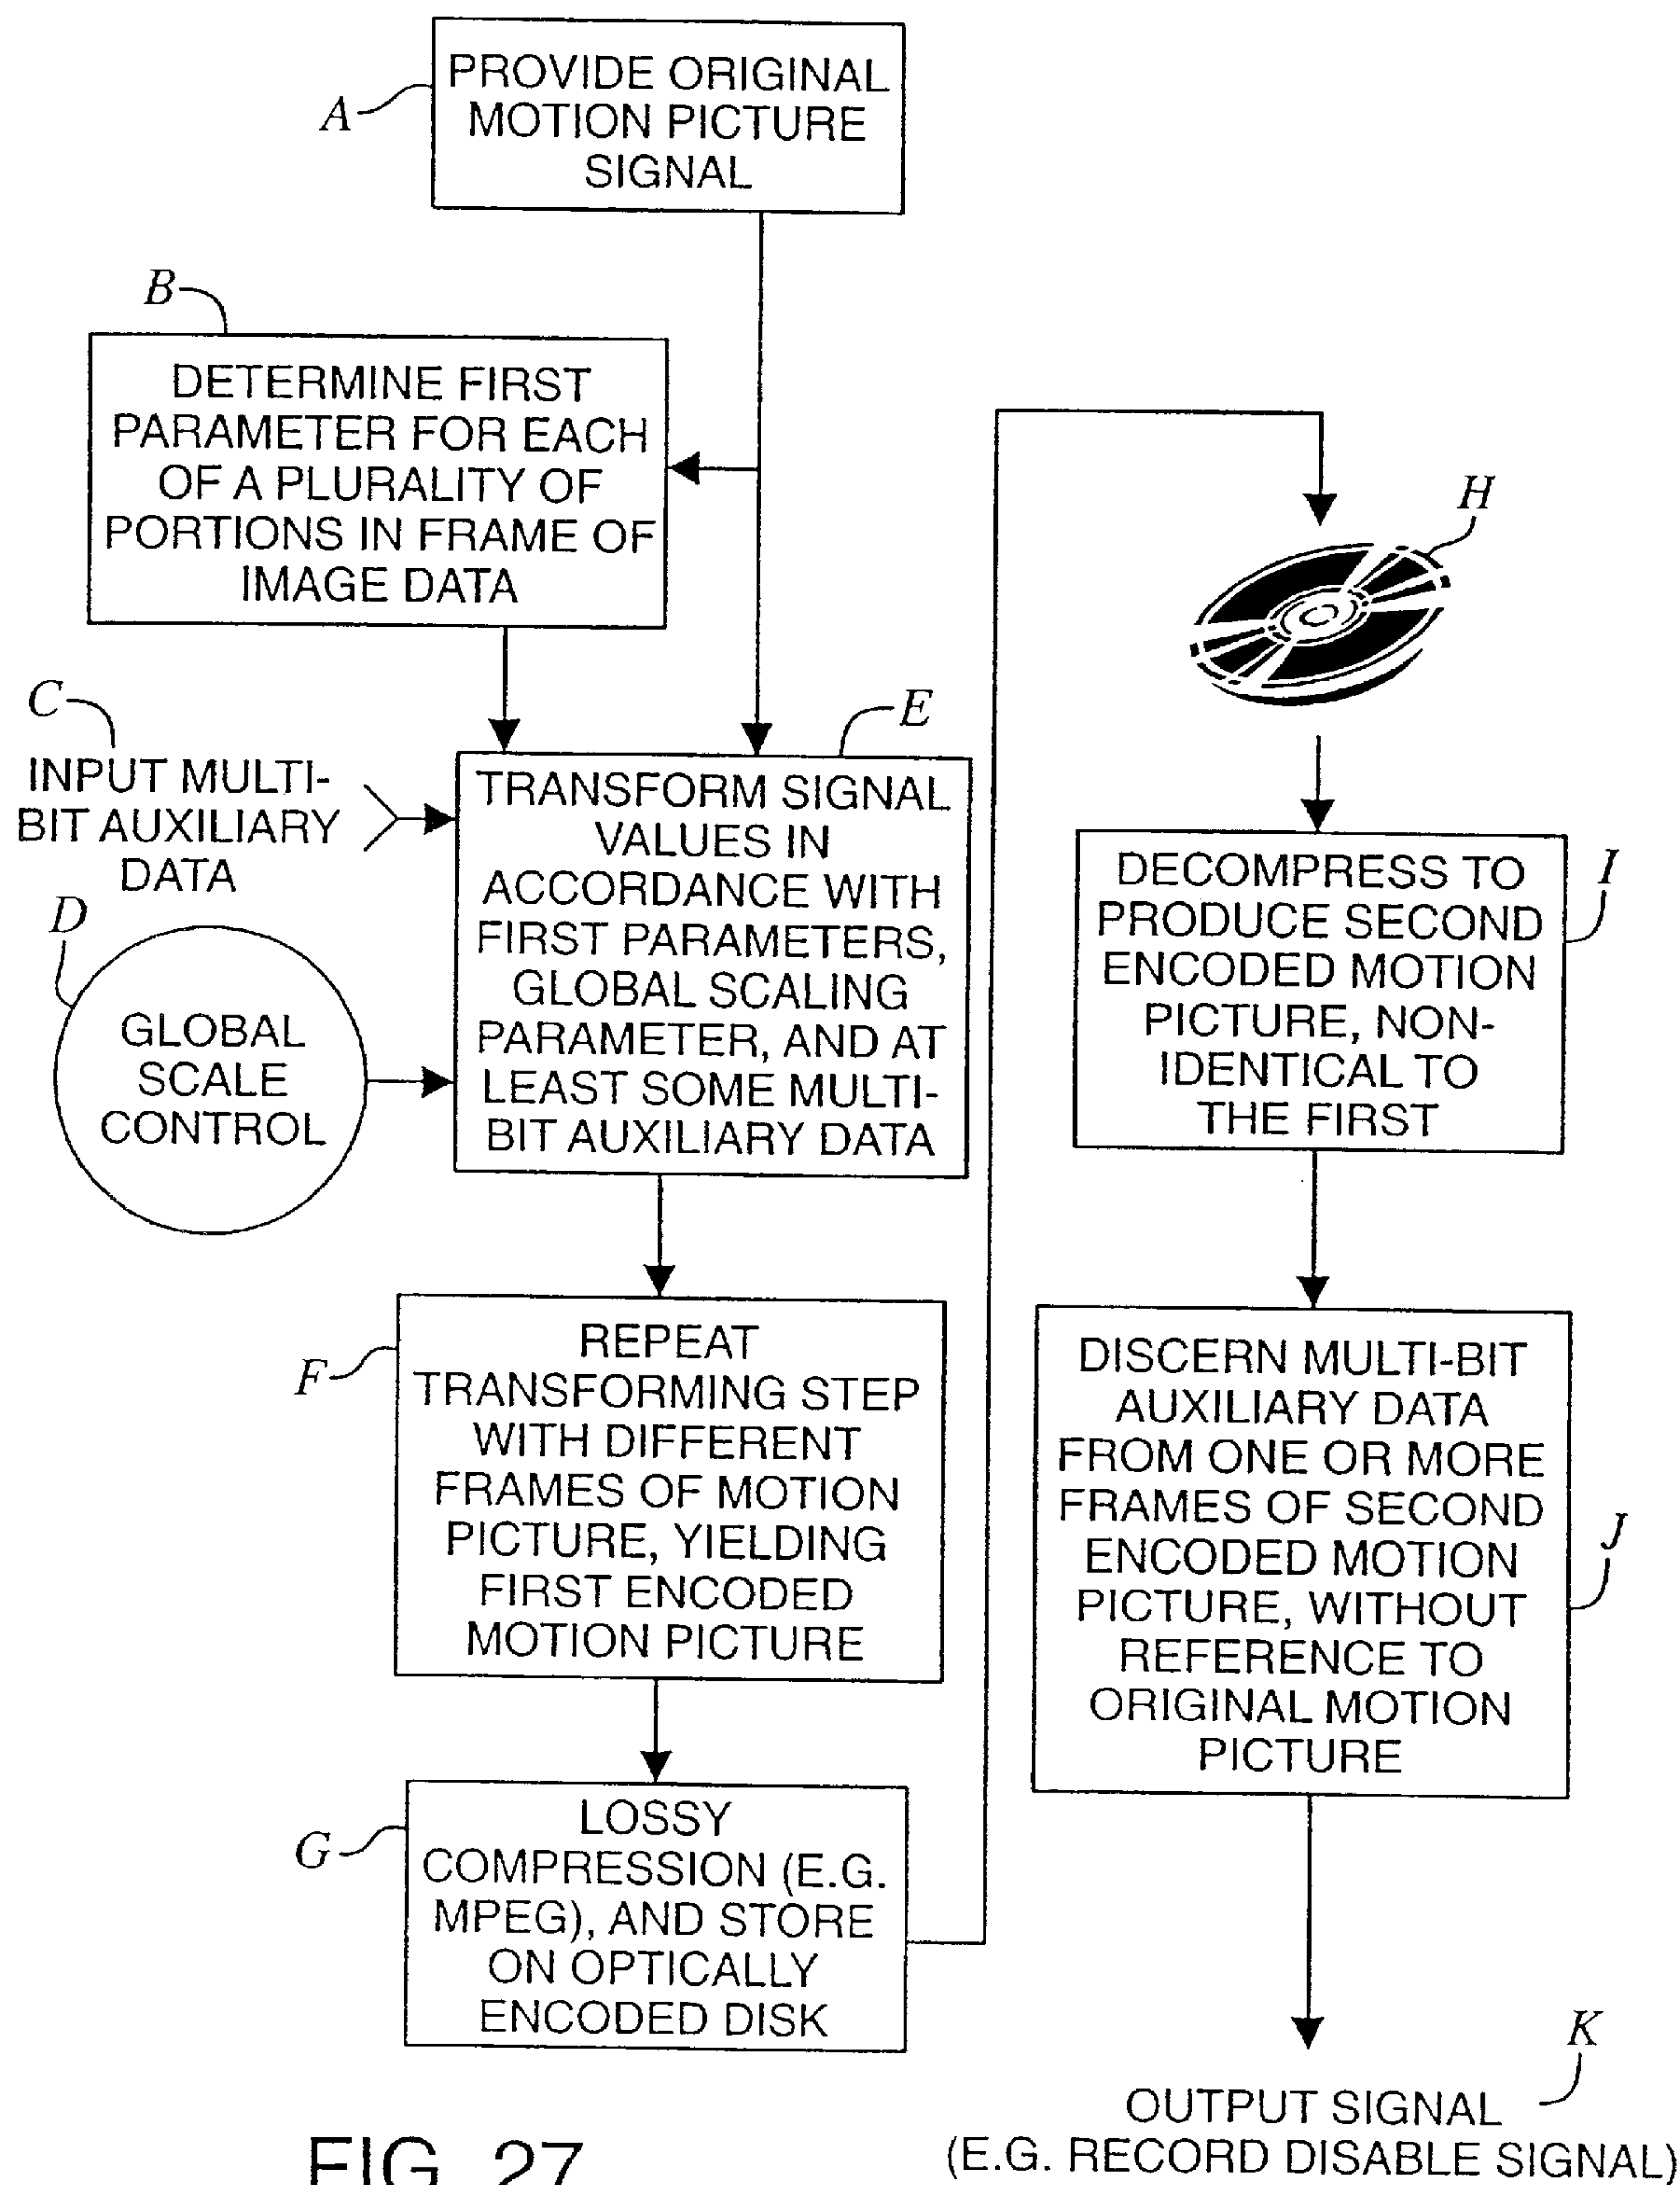 A
PROVIDE ORIGINAL
MOTION PICTURE
SIGNAL
B
DETERMINE FIRST
PARAMETER FOR EACH
OF A PLURALITY OF
PORTIONS IN FRAME OF
IMAGE DATA
C
INPUT MULTI-
BIT AUXILIARY
DATA
D
GLOBAL
SCALE
CONTROL
E
TRANSFORM SIGNAL
VALUES IN
ACCORDANCE WITH
FIRST PARAMETERS,
GLOBAL SCALING
PARAMETER, AND AT
LEAST SOME MULTI-
BIT AUXILIARY DATA
F
REPEAT
TRANSFORMING STEP
WITH DIFFERENT
FRAMES OF MOTION
PICTURE, YIELDING
FIRST ENCODED
MOTION PICTURE
G
LOSSY
COMPRESSION (E.G.
MPEG), AND STORE
ON OPTICALLY
ENCODED DISK
H
I
DECOMPRESS TO
PRODUCE SECOND
ENCODED MOTION
PICTURE, NON-
IDENTICAL TO
THE FIRST
J
DISCERN MULTI-BIT
AUXILIARY DATA
FROM ONE OR MORE
FRAMES OF SECOND
ENCODED MOTION
PICTURE, WITHOUT
REFERENCE TO
ORIGINAL MOTION
PICTURE
K
OUTPUT SIGNAL
(E.G. RECORD DISABLE SIGNAL)
FIG. 27